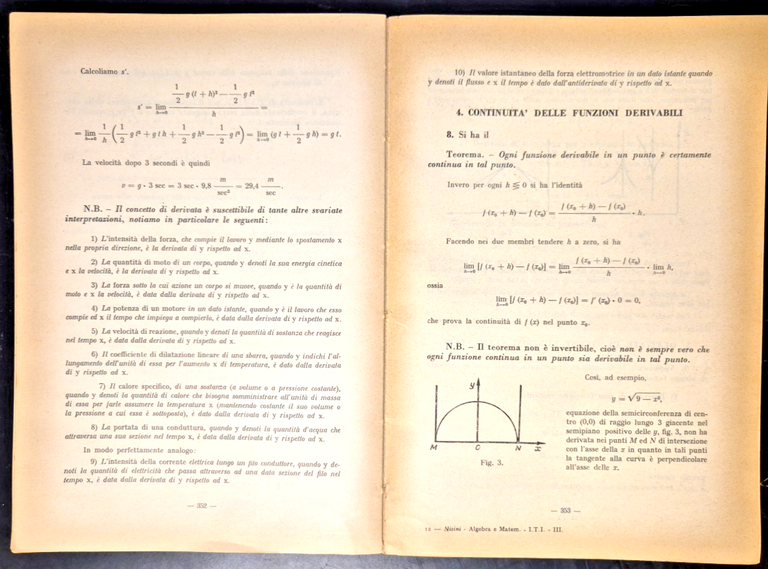 Calcoliamo s'.
s' = lim h→0 (1/2 g (t + h)² — 1/2 g t²) / h =
= lim h→0 1/h (1/2 g t² + g t h + 1/2 g h² — 1/2 g t²) = lim h→0 (g t + 1/2 g h) = g t.
La velocità dopo 3 secondi è quindi
v = g · 3 sec = 3 sec · 9,8 m/sec² = 29,4 m/sec.
N.B. – Il concetto di derivata è suscettibile di tante altre svariate
interpretazioni, notiamo in particolare le seguenti:
1) L'intensità della forza, che compie il lavoro y mediante lo spostamento x
nella propria direzione, è la derivata di y rispetto ad x.
2) La quantità di moto di un corpo, quando y denoti la sua energia cinetica
e x la velocità, è la derivata di y rispetto ad x.
3) La forza sotto la cui azione un corpo si muove, quando y è la quantità di
moto e x la velocità, è data dalla derivata di y rispetto ad x.
4) La potenza di un motore in un dato istante, quando y è il lavoro che esso
compie ed x il tempo che impiega a compierlo, è data dalla derivata di y rispetto ad x.
5) La velocità di reazione, quando y denoti la quantità di sostanza che reagisce
nel tempo x, è data dalla derivata di y rispetto ad x.
6) Il coefficiente di dilatazione lineare di una sbarra, quando y indichi l'al-
lungamento dell'unità di essa per l'aumento x di temperatura, è data dalla derivata
di y rispetto ad x.
7) Il calore specifico, di una sostanza (a volume o a pressione costante),
quando y denoti la quantità di calore che bisogna somministrare all'unità di massa
di essa per farle assumere la temperatura x (mantenendo costante il suo volume o
la pressione a cui essa è sottoposta), è dato dalla derivata di y rispetto ad x.
8) La portata di una conduttura, quando y denoti la quantità d'acqua che
attraversa una sua sezione nel tempo x, è data dalla derivata di y rispetto ad x.
In modo perfettamente analogo:
9) L'intensità della corrente elettrica lungo un filo conduttore, quando y de-
noti la quantità di elettricità che passa attraverso ad una data sezione del filo nel
tempo x, è data dalla derivata di y rispetto ad x.
— 352 —
10) Il valore istantaneo della forza elettromotrice in un dato istante quando
y denoti il flusso e x il tempo è dato dall'antiderivata di y rispetto ad x.
4. CONTINUITA' DELLE FUNZIONI DERIVABILI
8. Si ha il
Teorema. – Ogni funzione derivabile in un punto è certamente
continua in tal punto.
Invero per ogni h ≶ 0 si ha l'identità
f (x₀ + h) — f (x₀) = (f (x₀ + h) — f (x₀)) / h · h.
Facendo nei due membri tendere h a zero, si ha
lim h→0 [f (x₀ + h) — f (x₀)] = lim h→0 (f (x₀ + h) — f (x₀)) / h · lim h→0 h,
ossia
lim h→0 [f (x₀ + h) — f (x₀)] = f' (x₀) · 0 = 0,
che prova la continuità di f (x) nel punto x₀.
N.B. – Il teorema non è invertibile, cioè non è sempre vero che
ogni funzione continua in un punto sia derivabile in tal punto.
Così, ad esempio,
y = √9 — x²,
equazione della semicirconferenza di cen-
tro (0,0) di raggio lungo 3 giacente nel
semipiano positivo delle y, fig. 3, non ha
derivata nei punti M ed N di intersezione
con l'asse della x in quanto in tali punti
la tangente alla curva è perpendicolare
all'asse delle x.
y
M O N x
Fig. 3.
— 353 —
12 — Nisini - Algebra e Matem. - I.T.I. - III.